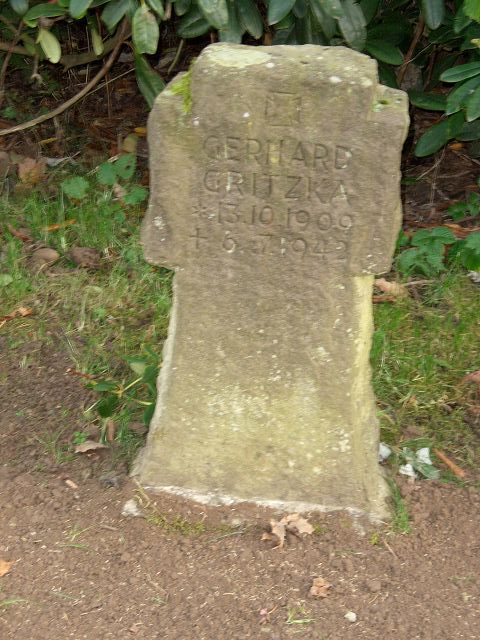 GERHARD
GRITZKA
* 13.10.1909
+ 6.7.1942